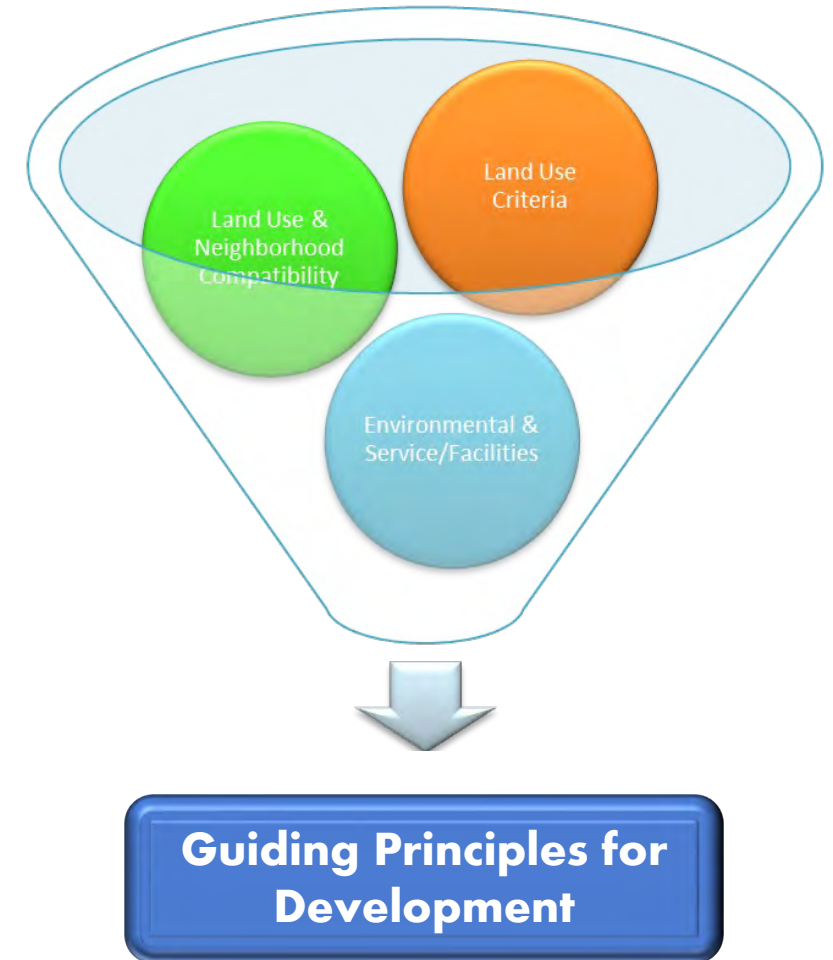 Land Use
Criteria
Land Use &
Neighborhood
Compatibility
Environmental &
Service/Facilities
Guiding Principles for
Development